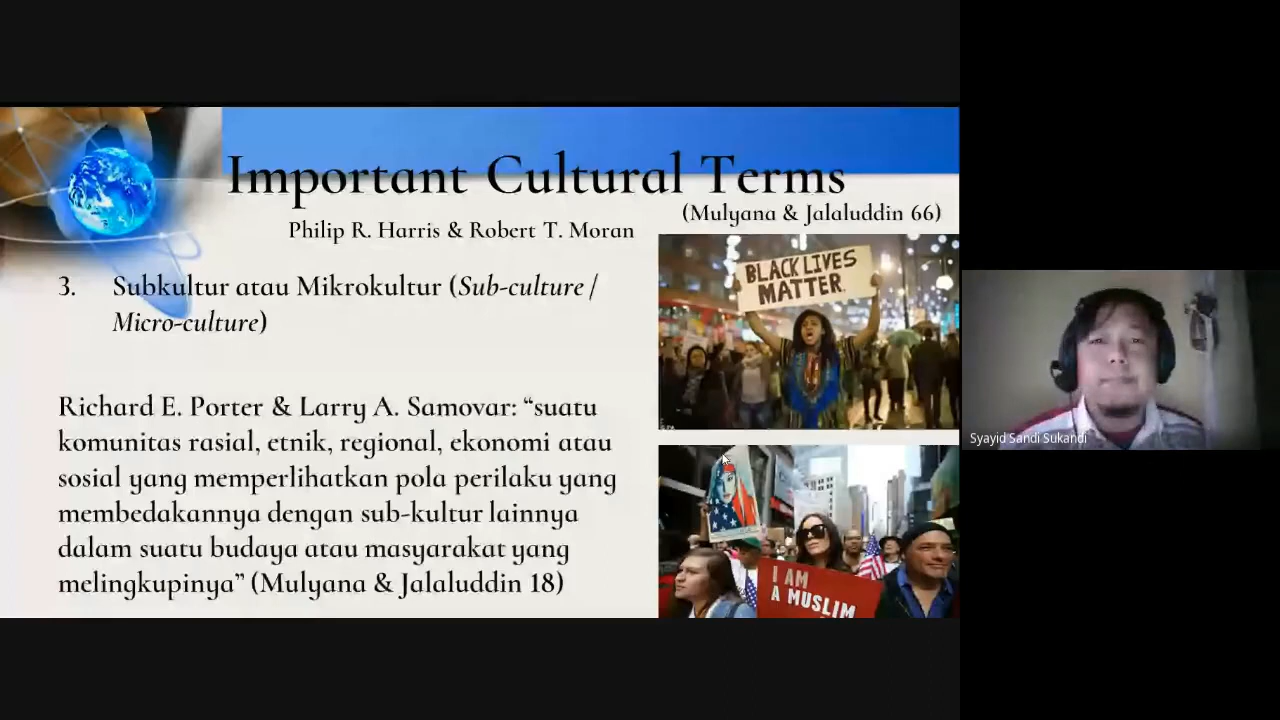 Important Cultural Terms
(Mulyana & Jalaluddin 66)
Philip R. Harris & Robert T. Moran
3. Subkultur atau Mikrokultur (Sub-culture /
Micro-culture)
Richard E. Porter & Larry A. Samovar: “suatu
komunitas rasial, etnik, regional, ekonomi atau
sosial yang memperlihatkan pola perilaku yang
membedakannya dengan sub-kultur lainnya
dalam suatu budaya atau masyarakat yang
melingkupinya” (Mulyana & Jalaluddin 18)
BLACK LIVES
MATTER
I AM
A MUSLIM
Syayid Sandi Sukandi